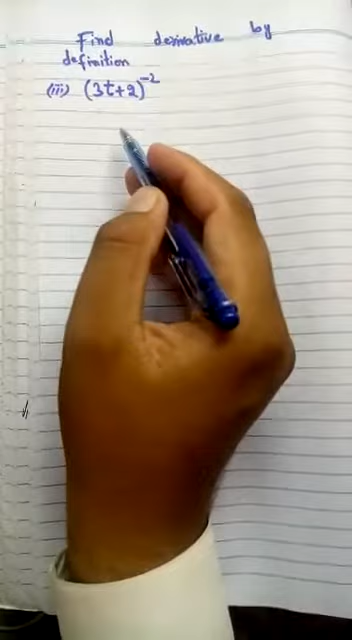 Find derivative by
definition
(iii) (3t+2)⁻²